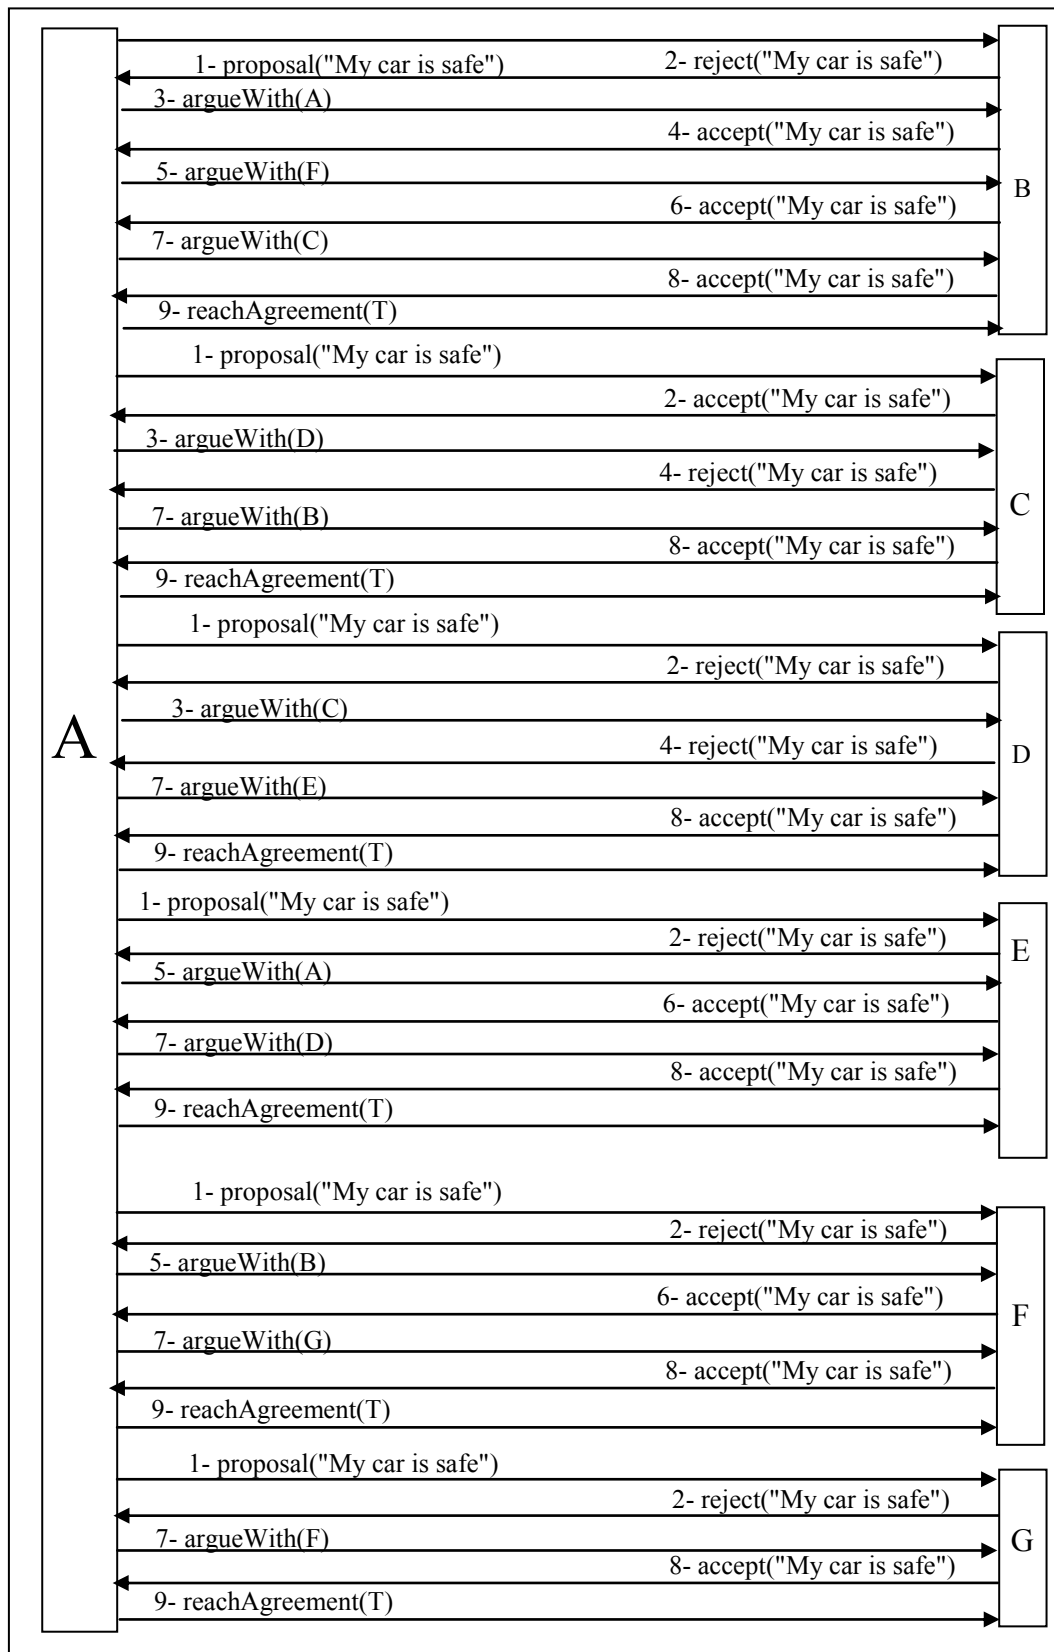 1- proposal("My car is safe") 2- reject("My car is safe")
3- argueWith(A)
4- accept("My car is safe")
5- argueWith(F)
B
6- accept("My car is safe")
7- argueWith(C)
8- accept("My car is safe")
9- reachAgreement(T)
1- proposal("My car is safe")
2- accept("My car is safe")
3- argueWith(D)
4- reject("My car is safe")
C
7- argueWith(B)
8- accept("My car is safe")
9- reachAgreement(T)
1- proposal("My car is safe")
2- reject("My car is safe")
3- argueWith(C)
A
4- reject("My car is safe")
D
7- argueWith(E)
8- accept("My car is safe")
9- reachAgreement(T)
1- proposal("My car is safe")
2- reject("My car is safe")
E
5- argueWith(A)
6- accept("My car is safe")
7- argueWith(D)
8- accept("My car is safe")
9- reachAgreement(T)
1- proposal("My car is safe")
2- reject("My car is safe")
5- argueWith(B)
6- accept("My car is safe")
F
7- argueWith(G)
8- accept("My car is safe")
9- reachAgreement(T)
1- proposal("My car is safe")
2- reject("My car is safe")
7- argueWith(F)
G
8- accept("My car is safe")
9- reachAgreement(T)